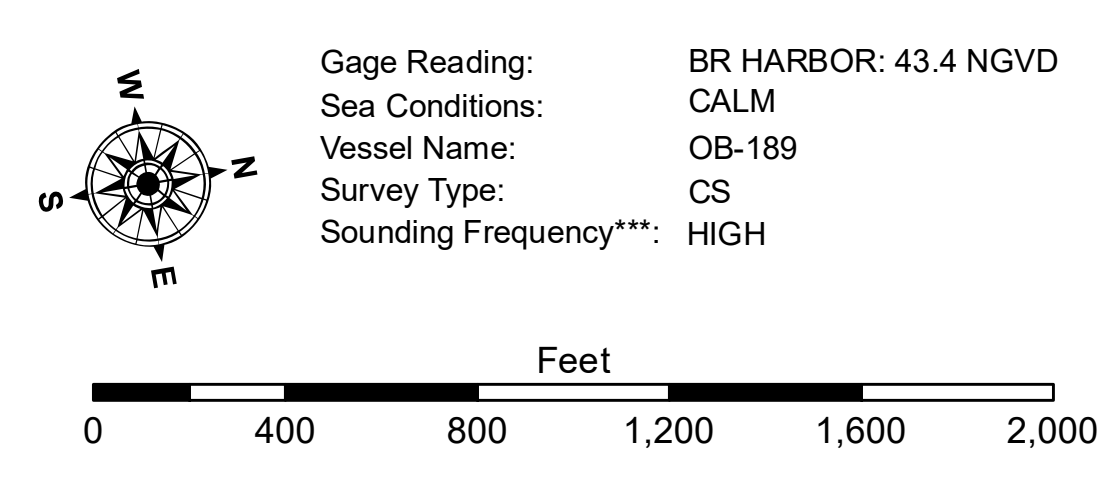 W
N
S
E
Gage Reading: BR HARBOR: 43.4 NGVD
Sea Conditions: CALM
Vessel Name: OB-189
Survey Type: CS
Sounding Frequency***: HIGH
Feet
0 400 800 1,200 1,600 2,000